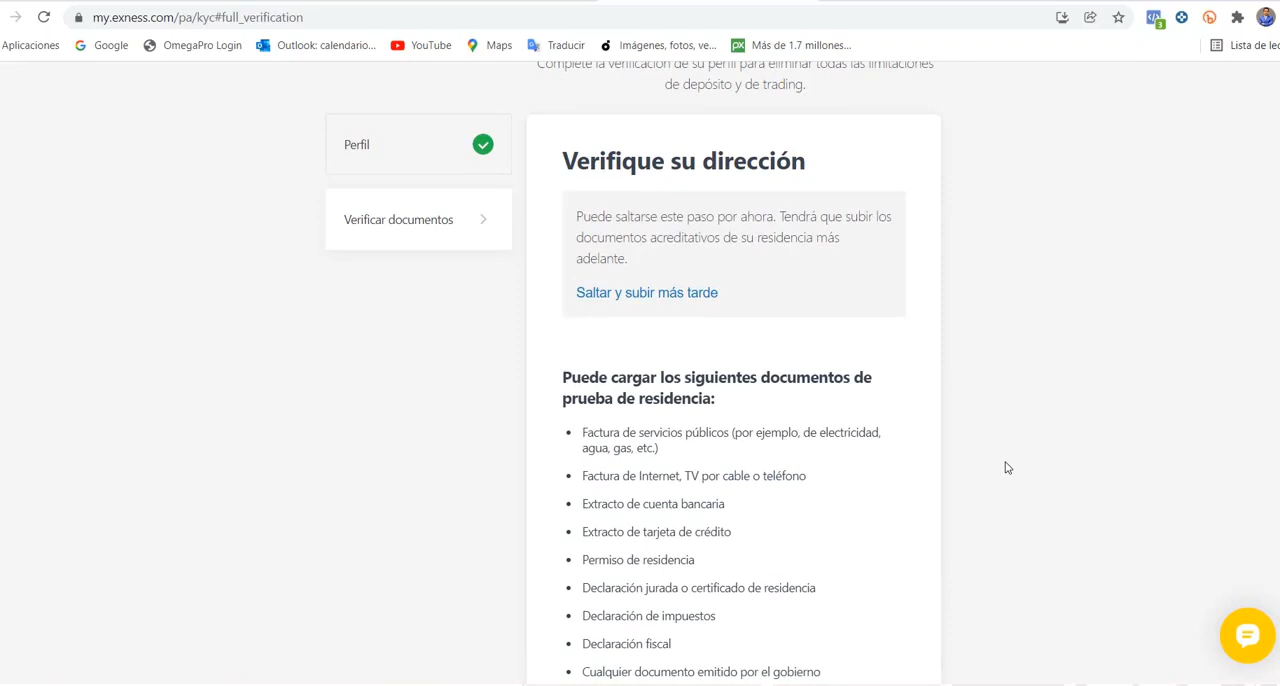 my.exness.com/pa/kyc#full_verification
3
Aplicaciones Google OmegaPro Login Outlook: calendario... YouTube Maps Traducir Imágenes, fotos, ve... Más de 1.7 millones... Lista de lec
Complete la verificación de su perfil para eliminar todas las limitaciones
de depósito y de trading.
Perfil
Verificar documentos
Verifique su dirección
Puede saltarse este paso por ahora. Tendrá que subir los
documentos acreditativos de su residencia más
adelante.
Saltar y subir más tarde
Puede cargar los siguientes documentos de
prueba de residencia:
• Factura de servicios públicos (por ejemplo, de electricidad,
agua, gas, etc.)
• Factura de Internet, TV por cable o teléfono
• Extracto de cuenta bancaria
• Extracto de tarjeta de crédito
• Permiso de residencia
• Declaración jurada o certificado de residencia
• Declaración de impuestos
• Declaración fiscal
• Cualquier documento emitido por el gobierno